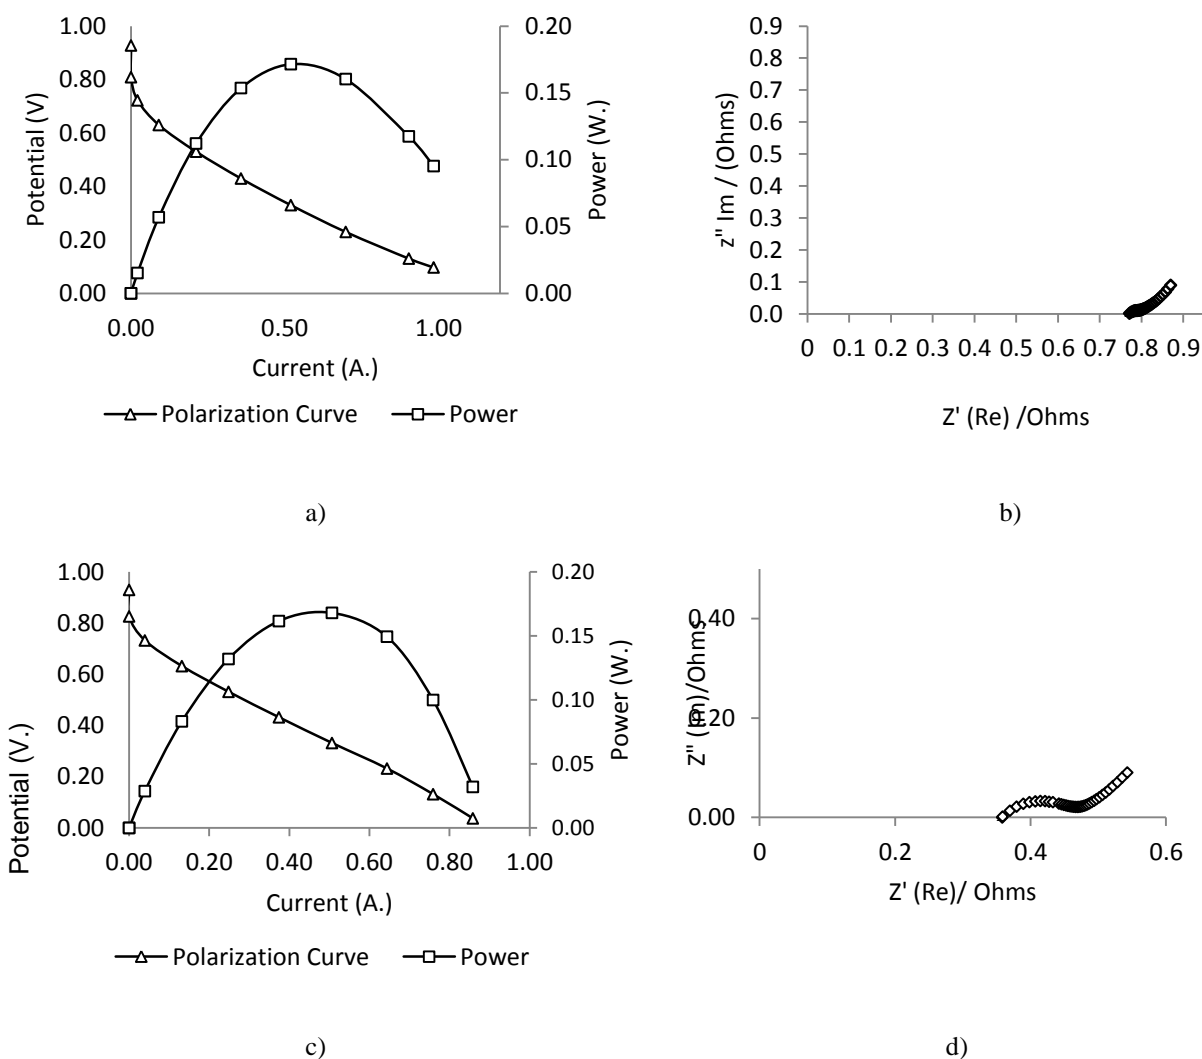 1.00
0.80
0.60
0.40
0.20
0.00
Potential (V)
0.20
0.15
0.10
0.05
0.00
Power (W.)
0.00 0.50 1.00
Current (A.)
Polarization Curve Power
a)
0.9
0.8
0.7
0.6
0.5
0.4
0.3
0.2
0.1
0.0
z'' Im / (Ohms)
0 0.1 0.2 0.3 0.4 0.5 0.6 0.7 0.8 0.9
Z' (Re) /Ohms
b)
1.00
0.80
0.60
0.40
0.20
0.00
Potential (V.)
0.20
0.15
0.10
0.05
0.00
Power (W.)
0.00 0.20 0.40 0.60 0.80 1.00
Current (A.)
Polarization Curve Power
c)
0.40
0.20
0.00
Z'' (Im)/Ohms
0 0.2 0.4 0.6
Z' (Re)/ Ohms
d)